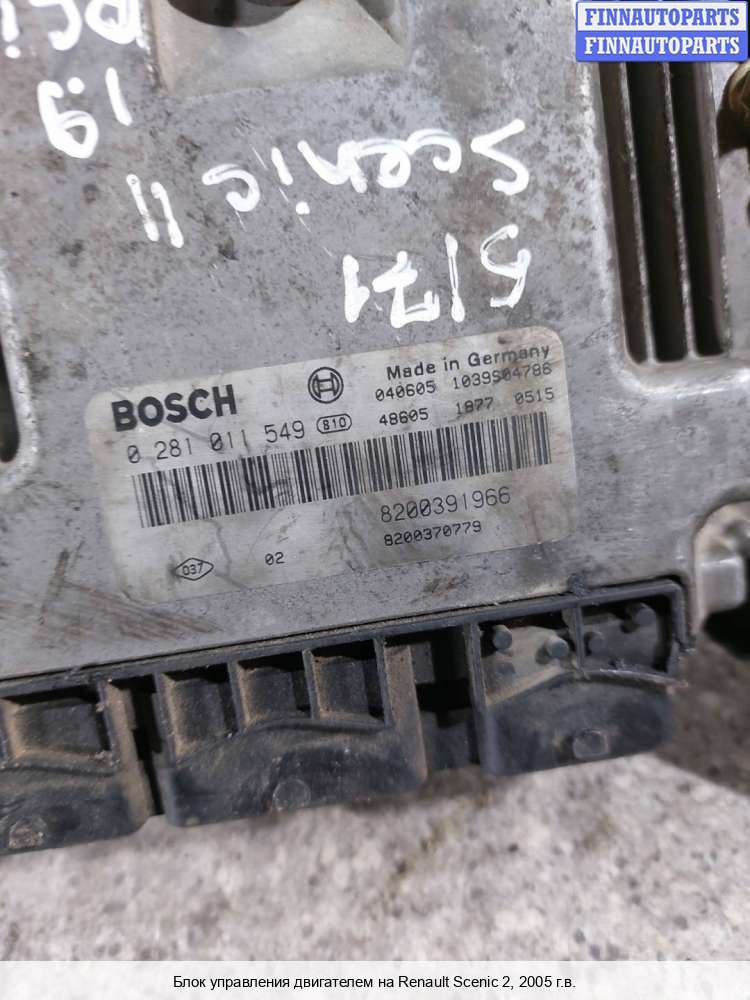 FINNAUTOPARTS
FINNAUTOPARTS
1.9
Scenic II
5171
BOSCH
Made in Germany
0 281 011 549 B10
040605 1039S04786
48605 1877 0515
8200391966
8200370779
037
02
Блок управления двигателем на Renault Scenic 2, 2005 г.в.